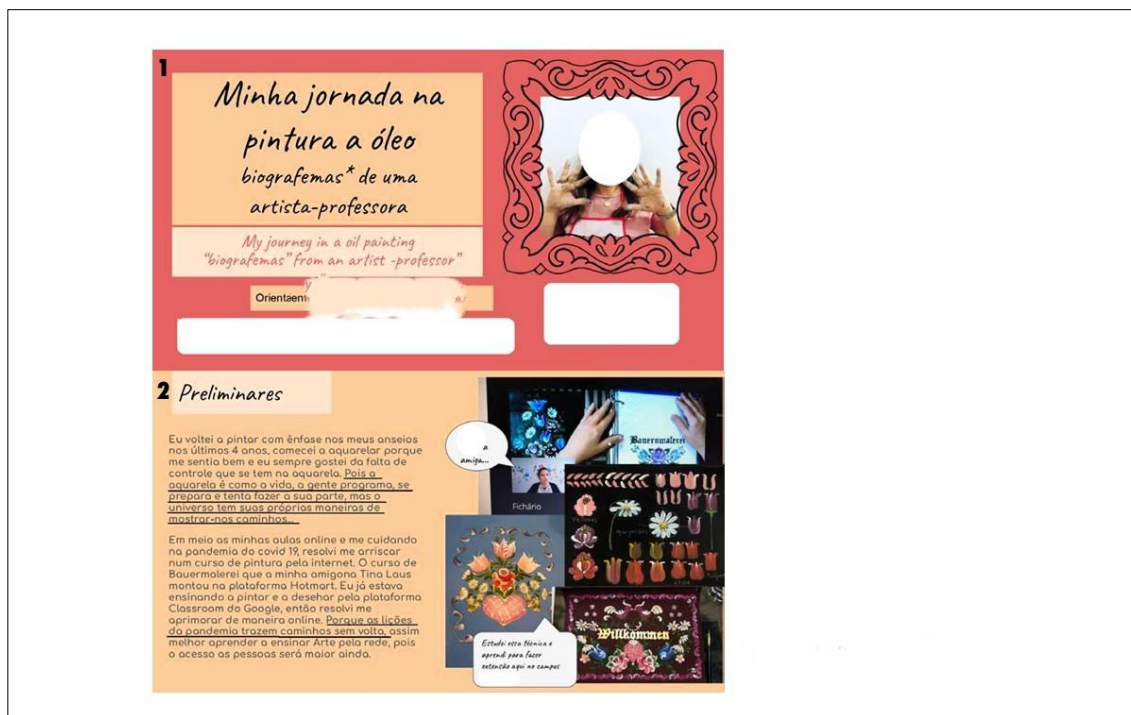 1
Minha jornada na
pintura a óleo
biografemas* de uma
artista-professora
My journey in a oil painting
"biografemas" from an artist -professor"
2 Preliminares
Eu voltei a pintar com ênfase nos meus anseios
nos últimos 4 anos, comecei a aquarelar porque
me sentia bem e eu sempre gostei da falta de
controle que se tem na aquarela. Pois a
aquarela é como a vida, a gente programa, se
prepara e tenta fazer a sua parte, mas o
universo tem suas próprias maneiras de
mostrar-nos caminhos...
Em meio as minhas aulas online e me cuidando
na pandemia do covid 19, resolvi me arriscar
num curso de pintura pela internet. O curso de
Bauermalerei que a minha amigona Tina Laus
montou na plataforma Hotmart. Eu já estava
ensinando a pintar e a desehar pela plataforma
Classroom do Google, então resolvi me
aprimorar de maneira online. Porque as lições
da pandemia trazem caminhos sem volta, assim
melhor aprender a ensinar Arte pela rede, pois
o acesso as pessoas será maior ainda.
a
amiga...
Bauernmalerei
Fichário
Willkommen
Estudei essa técnica e
aprendi para fazer
extensão aqui no campus